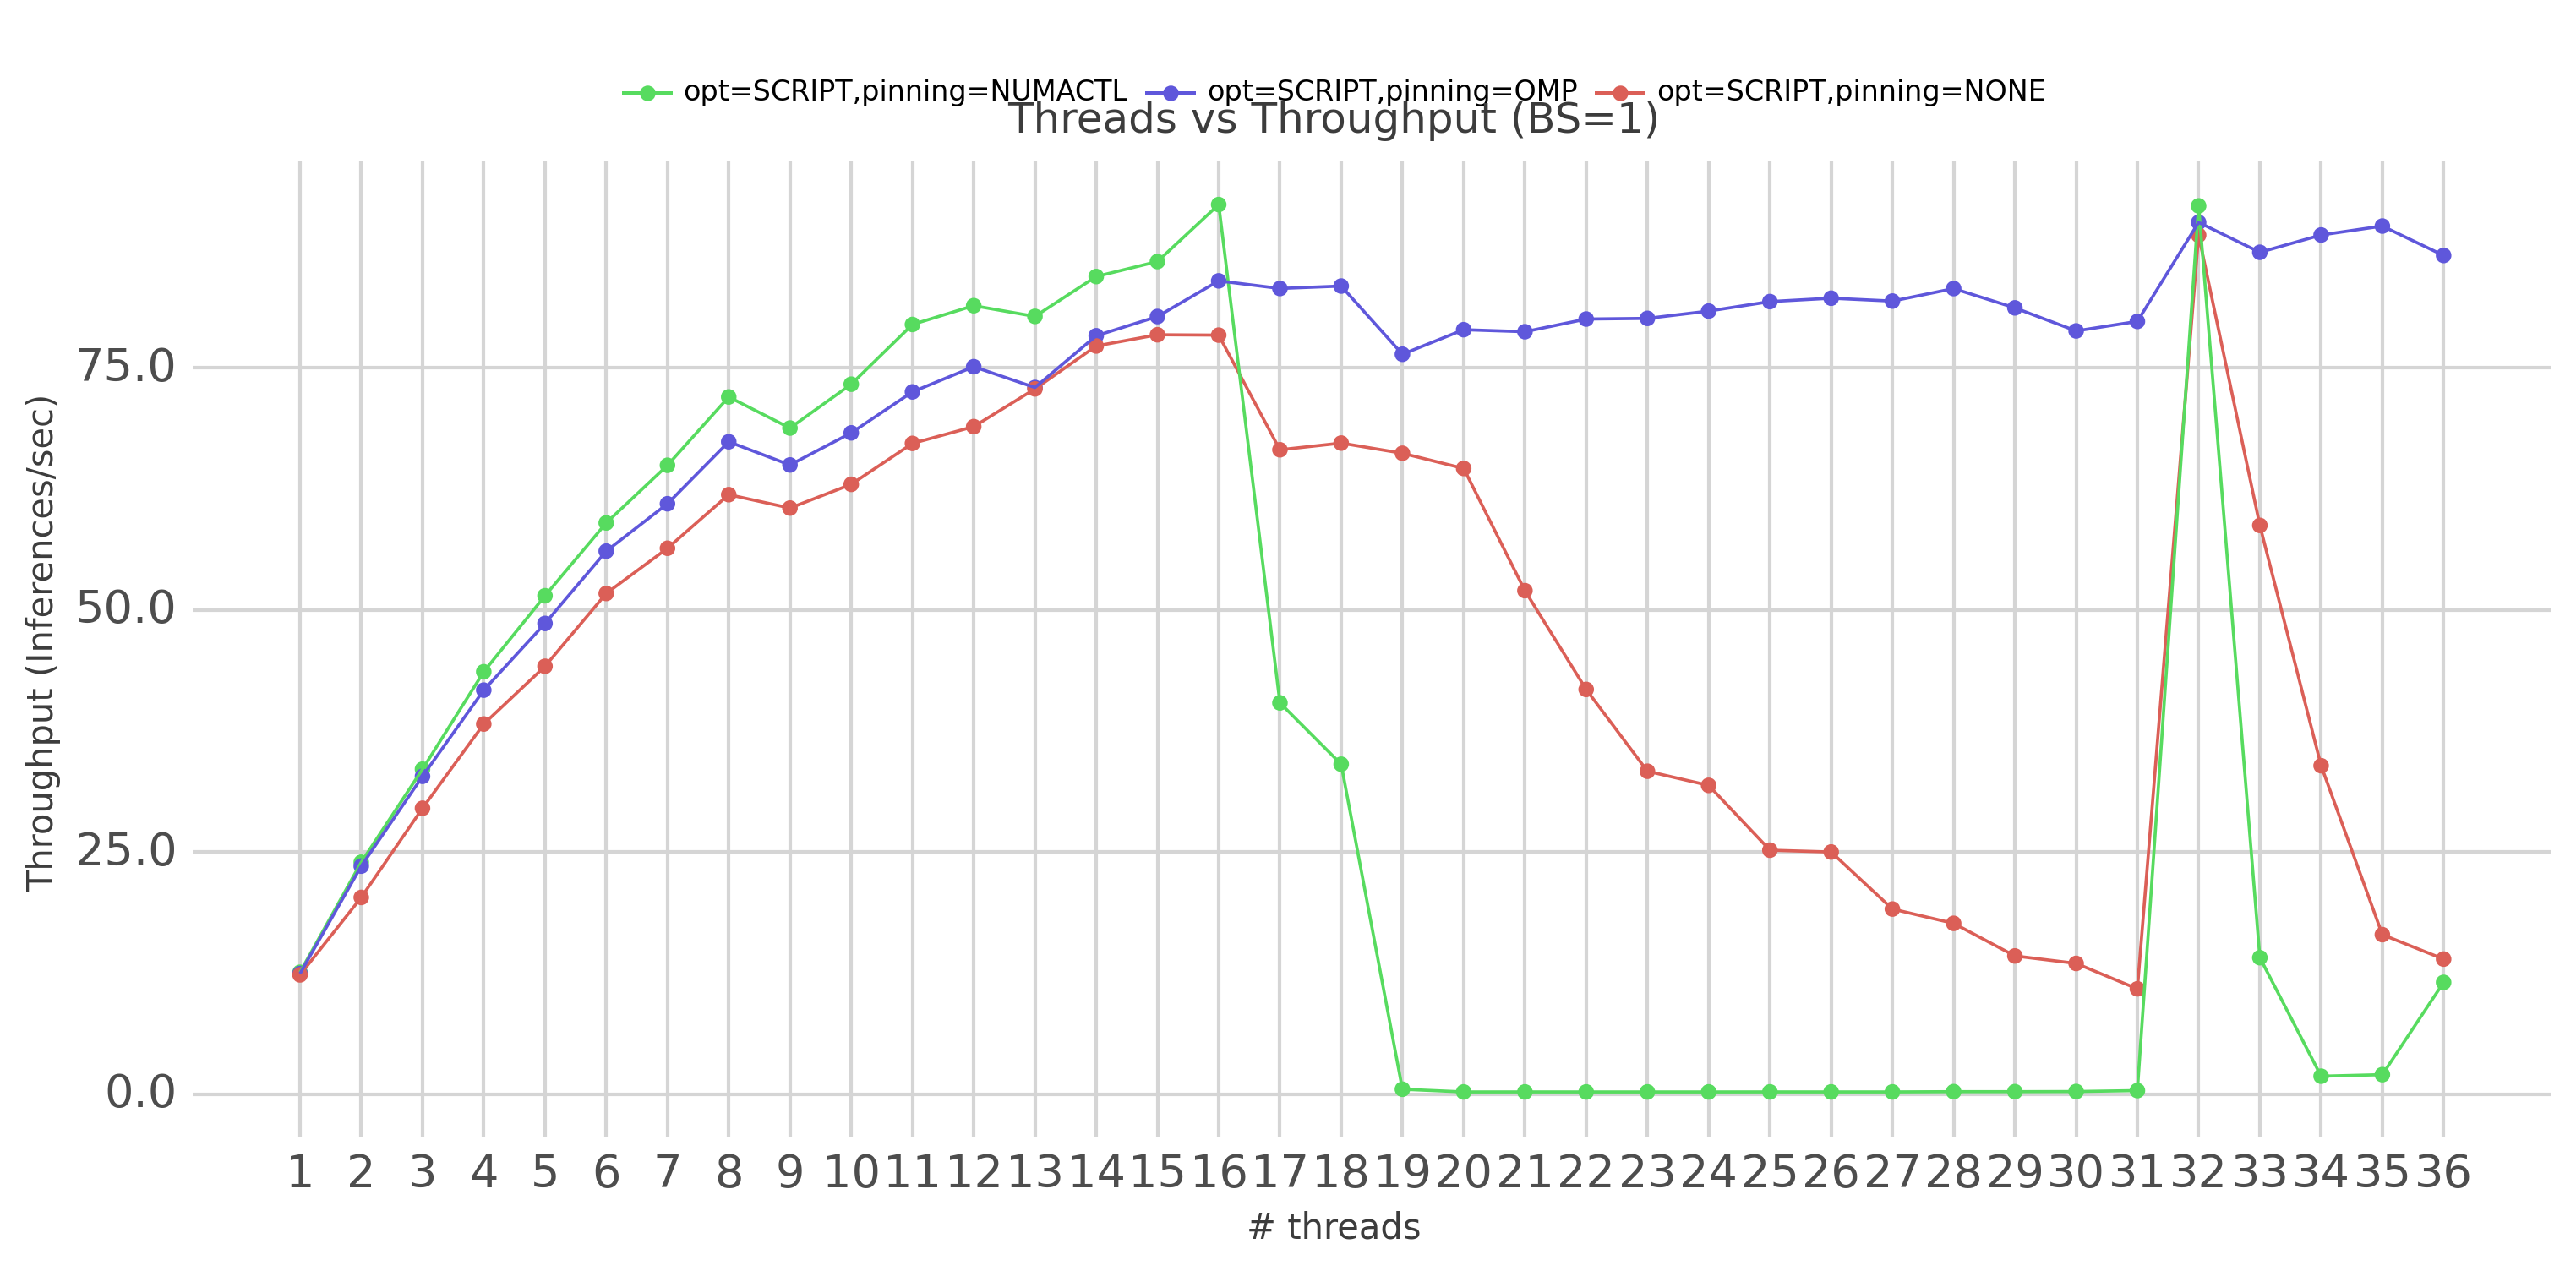 opt=SCRIPT,pinning=NUMACTL opt=SCRIPT,pinning=OMP opt=SCRIPT,pinning=NONE
Threads vs Throughput (BS=1)
Throughput (Inferences/sec)
75.0
50.0
25.0
0.0
1 2 3 4 5 6 7 8 9 10 11 12 13 14 15 16 17 18 19 20 21 22 23 24 25 26 27 28 29 30 31 32 33 34 35 36
# threads